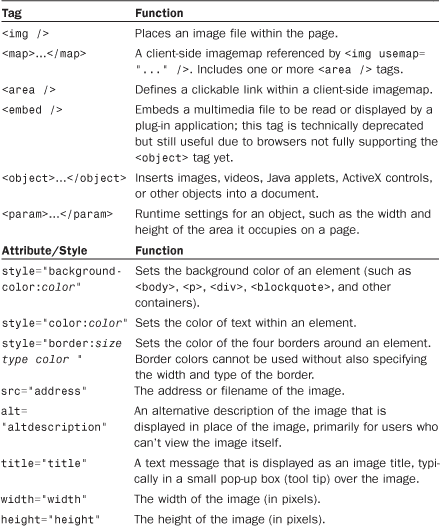 Tag Function
<img /> Places an image file within the page.
<map>...</map> A client-side imagemap referenced by <img usemap=
"..." />. Includes one or more <area /> tags.
<area /> Defines a clickable link within a client-side imagemap.
<embed /> Embeds a multimedia file to be read or displayed by a
plug-in application; this tag is technically deprecated
but still useful due to browsers not fully supporting the
<object> tag yet.
<object>...</object> Inserts images, videos, Java applets, ActiveX controls,
or other objects into a document.
<param>...</param> Runtime settings for an object, such as the width and
height of the area it occupies on a page.
Attribute/Style Function
style="background- Sets the background color of an element (such as
color:color" <body>, <p>, <div>, <blockquote>, and other
containers).
style="color:color" Sets the color of text within an element.
style="border:size Sets the color of the four borders around an element.
type color " Border colors cannot be used without also specifying
the width and type of the border.
src="address" The address or filename of the image.
alt= An alternative description of the image that is
"altdescription" displayed in place of the image, primarily for users who
can't view the image itself.
title="title" A text message that is displayed as an image title, typi-
cally in a small pop-up box (tool tip) over the image.
width="width" The width of the image (in pixels).
height="height" The height of the image (in pixels).